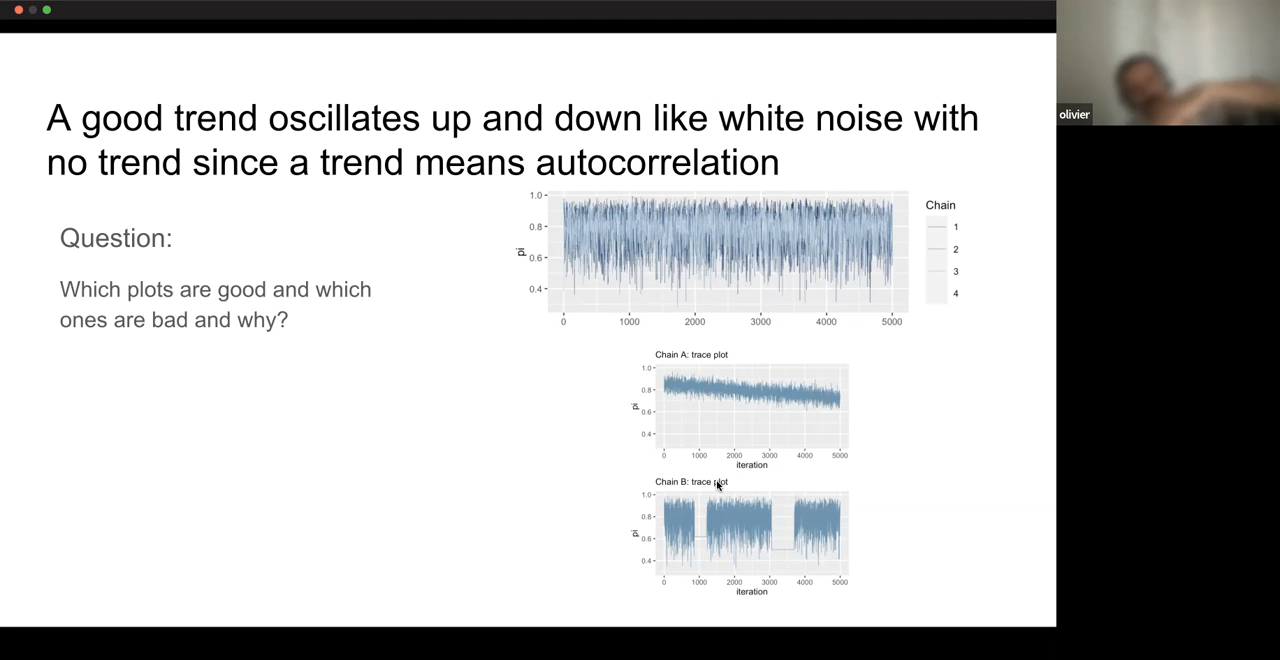 A good trend oscillates up and down like white noise with
no trend since a trend means autocorrelation
Question:
Which plots are good and which
ones are bad and why?
1.0
0.8
0.6
0.4
pi
0
1000
2000
3000
4000
5000
Chain
1
2
3
4
Chain A: trace plot
1.0
0.8
0.6
0.4
pi
0
1000
2000
3000
4000
5000
iteration
Chain B: trace plot
1.0
0.8
0.6
0.4
pi
0
1000
2000
3000
4000
5000
iteration
olivier